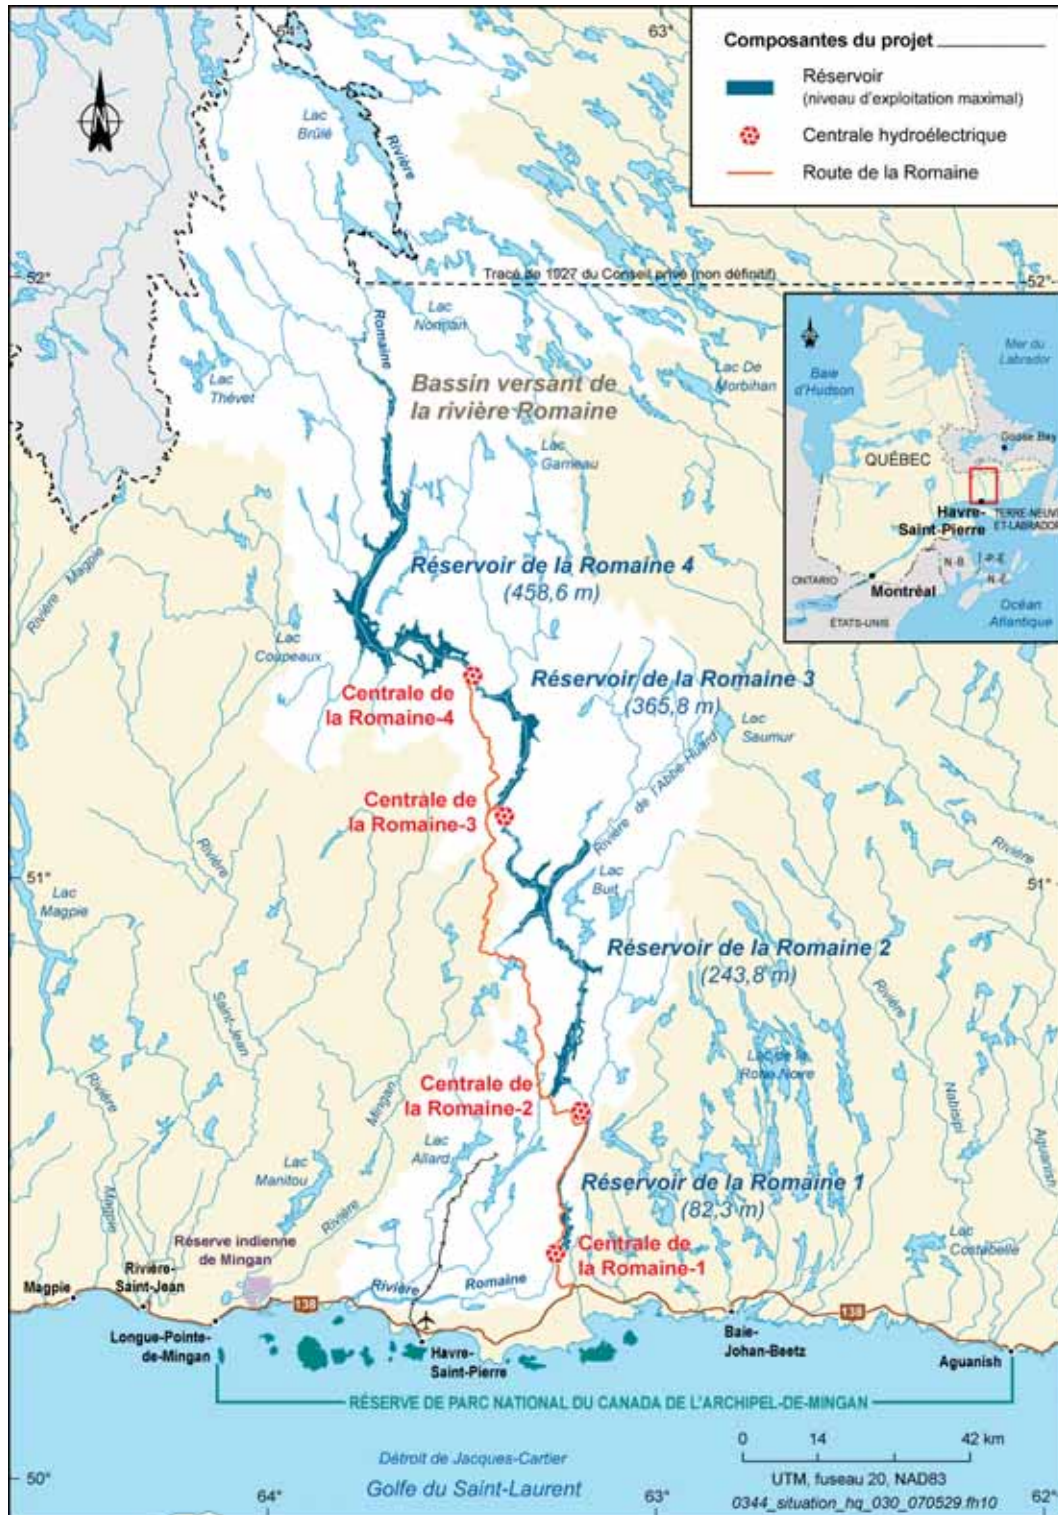 64°
63°
Composantes du projet
Réservoir
(niveau d'exploitation maximal)
Centrale hydroélectrique
Route de la Romaine
Lac
Brûlé
Rivière
52°
Tracé de 1927 du Conseil privé (non définitif)
52°
Romaine
Lac
Nonpan
Lac
Thévet
Lac De
Morbihan
Bassin versant de
la rivière Romaine
Lac
Garneau
Baie
d'Hudson
Mer du
Labrador
Goose Bay
QUÉBEC
Havre-
Saint-Pierre
TERRE-NEUVE
ET-LABRADOR
ONTARIO
N.-B.
Î.-P.-É.
N.-É.
Montréal
ÉTATS-UNIS
Océan
Atlantique
Rivière Magpie
Réservoir de la Romaine 4
(458,6 m)
Lac
Coupeaux
Centrale de
la Romaine-4
Réservoir de la Romaine 3
(365,8 m)
Lac
Saumur
Rivière de l'Abbé-Huard
Centrale de
la Romaine-3
Rivière
Rivière
51°
51°
Lac
Magpie
Lac
Buit
Réservoir de la Romaine 2
(243,8 m)
Rivière
Saint-Jean
Lac de la
Robe Noire
Centrale de
la Romaine-2
Rivière
Mingan
Nabisipi
Aguanish
Lac
Allard
Lac
Manitou
Réservoir de la Romaine 1
(82,3 m)
Magpie
Rivière
Réserve indienne
de Mingan
Lac
Costebelle
Centrale de
la Romaine-1
Rivière
Romaine
Rivière-
Saint-Jean
Magpie
138
138
Longue-Pointe-
de-Mingan
Havre-
Saint-Pierre
Baie-
Johan-Beetz
Aguanish
RÉSERVE DE PARC NATIONAL DU CANADA DE L'ARCHIPEL-DE-MINGAN
0 14 42 km
Détroit de Jacques-Cartier
Golfe du Saint-Laurent
50°
UTM, fuseau 20, NAD83
0344_situation_hq_030_070529.fh10
64°
63°
62°